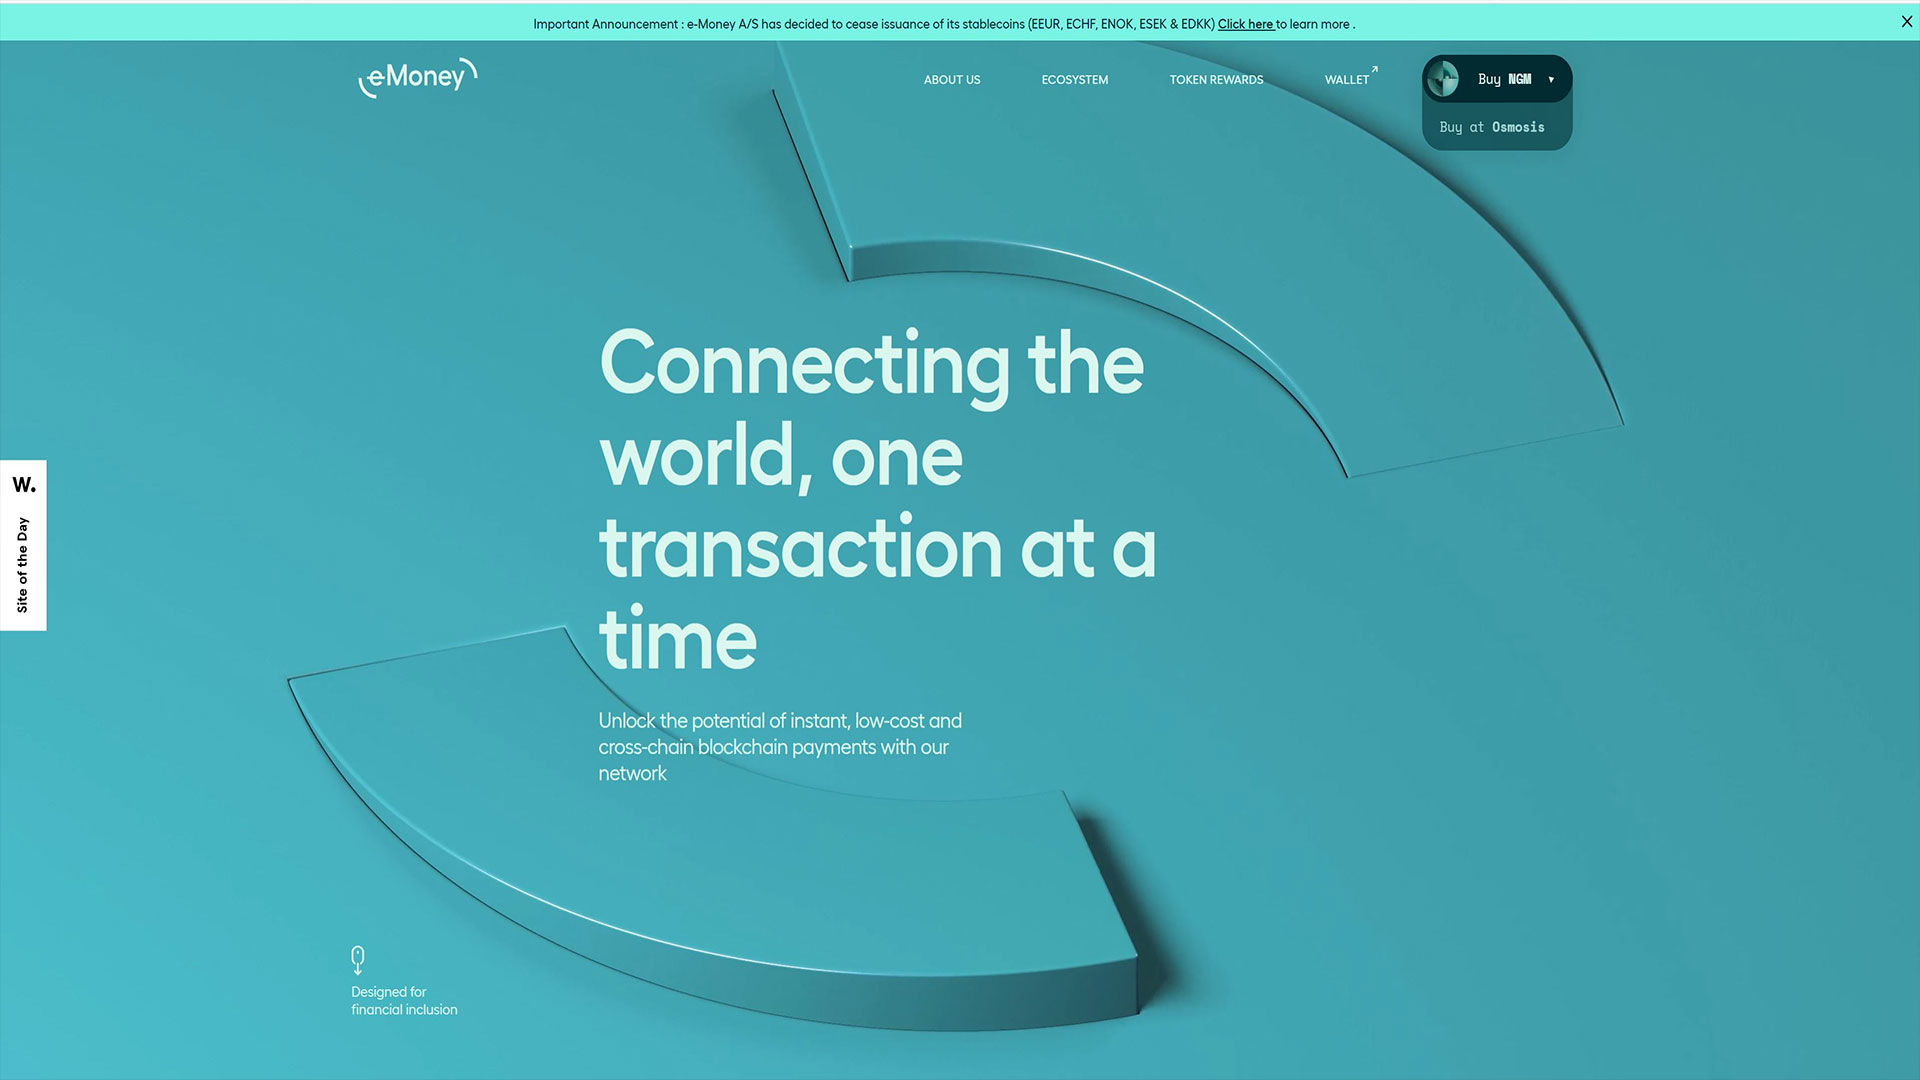 Important Announcement : e-Money A/S has decided to cease issuance of its stablecoins (EEUR, ECHF, ENOK, ESEK & EDKK) Click here to learn more .
eMoney
ABOUT US
ECOSYSTEM
TOKEN REWARDS
WALLET
Buy NGM
Buy at Osmosis
Connecting the
world, one
transaction at a
time
Unlock the potential of instant, low-cost and
cross-chain blockchain payments with our
network
W.
Site of the Day
Designed for
financial inclusion